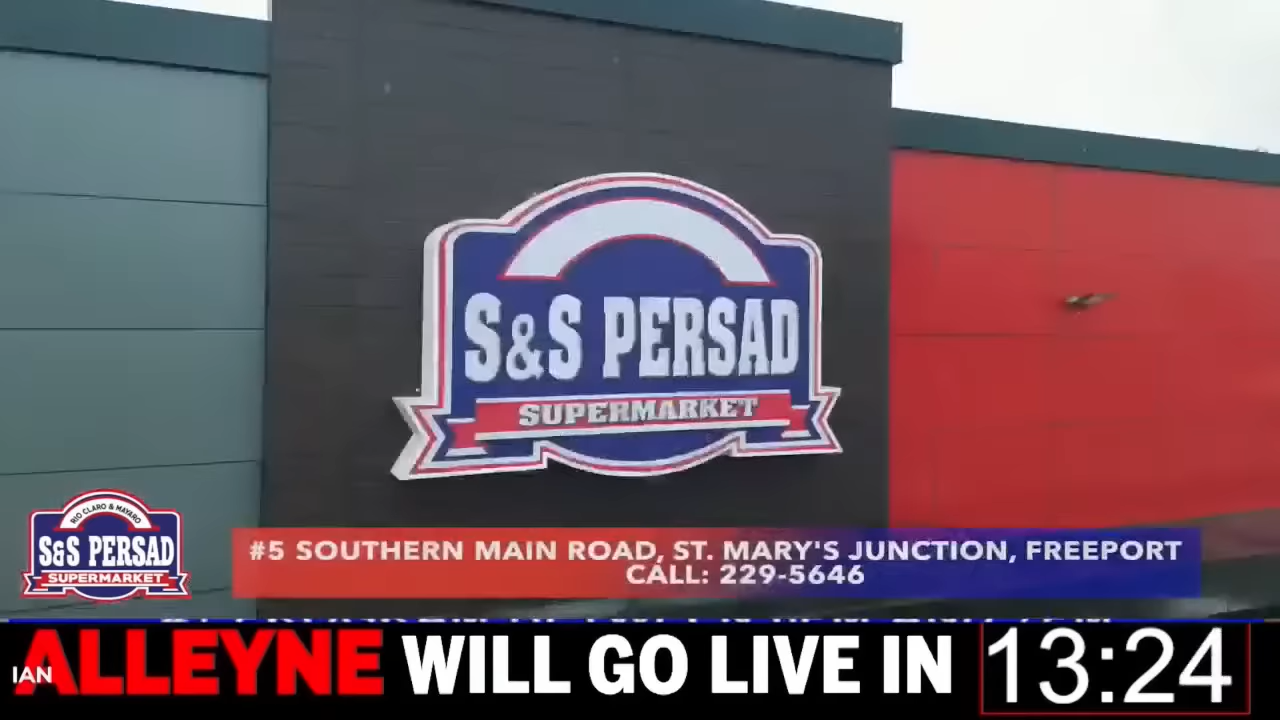 S&S PERSAD
SUPERMARKET
RIO CLARO & MAYARO
S&S PERSAD
SUPERMARKET
#5 SOUTHERN MAIN ROAD, ST. MARY'S JUNCTION, FREEPORT
CALL: 229-5646
IAN ALLEYNE WILL GO LIVE IN 13:24